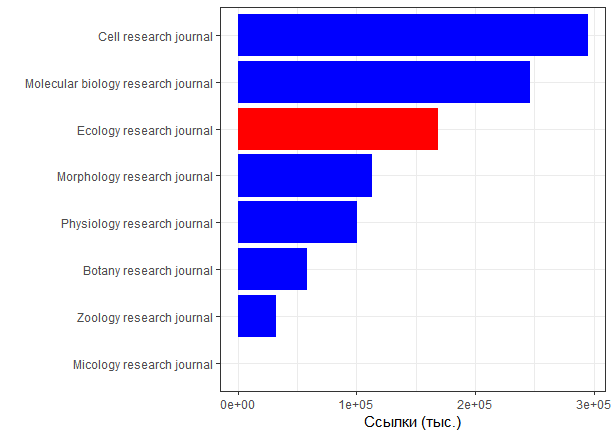 Cell research journal
Molecular biology research journal
Ecology research journal
Morphology research journal
Physiology research journal
Botany research journal
Zoology research journal
Micology research journal
0e+00 1e+05 2e+05 3e+05
Ссылки (тыс.)